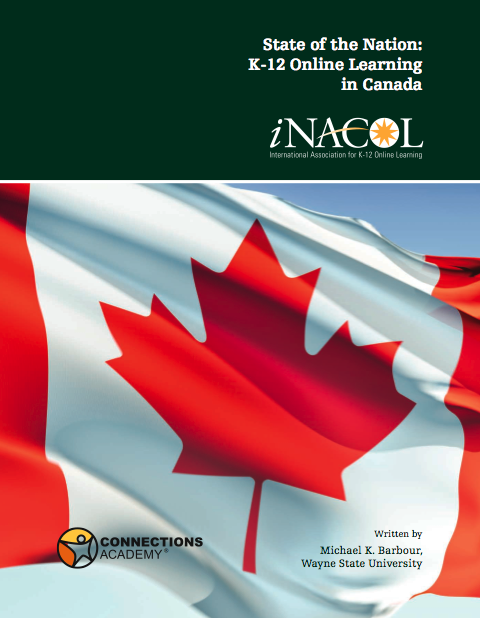 State of the Nation:
K-12 Online Learning
in Canada
iNACOL
International Association for K-12 Online Learning
CONNECTIONS
ACADEMY®
Written by
Michael K. Barbour,
Wayne State University